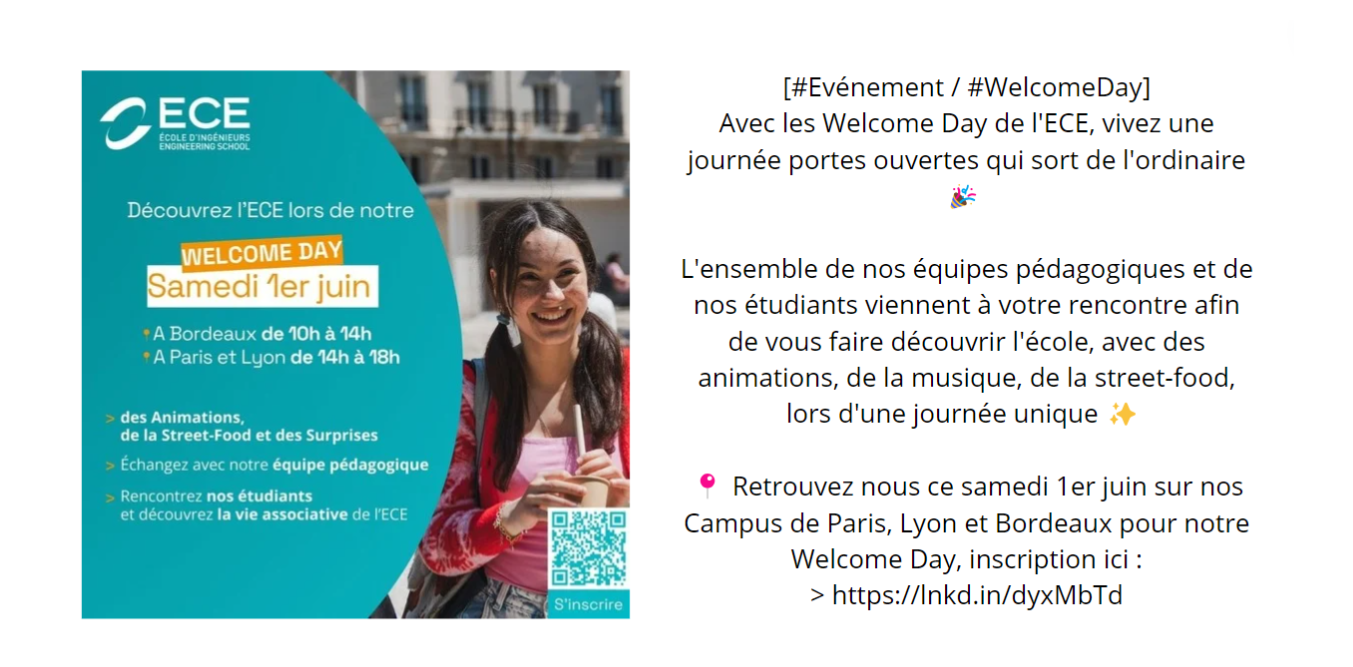 ECE
ÉCOLE D'INGÉNIEURS
ENGINEERING SCHOOL
Découvrez l'ECE lors de notre
WELCOME DAY
Samedi 1er juin
📍A Bordeaux de 10h à 14h
📍A Paris et Lyon de 14h à 18h
> des Animations,
de la Street-Food et des Surprises
> Échangez avec notre équipe pédagogique
> Rencontrez nos étudiants
et découvrez la vie associative de l'ECE
S'inscrire
[#Evénement / #WelcomeDay]
Avec les Welcome Day de l'ECE, vivez une
journée portes ouvertes qui sort de l'ordinaire
🎉
L'ensemble de nos équipes pédagogiques et de
nos étudiants viennent à votre rencontre afin
de vous faire découvrir l'école, avec des
animations, de la musique, de la street-food,
lors d'une journée unique ✨
📍 Retrouvez nous ce samedi 1er juin sur nos
Campus de Paris, Lyon et Bordeaux pour notre
Welcome Day, inscription ici :
> https://lnkd.in/dyxMbTd